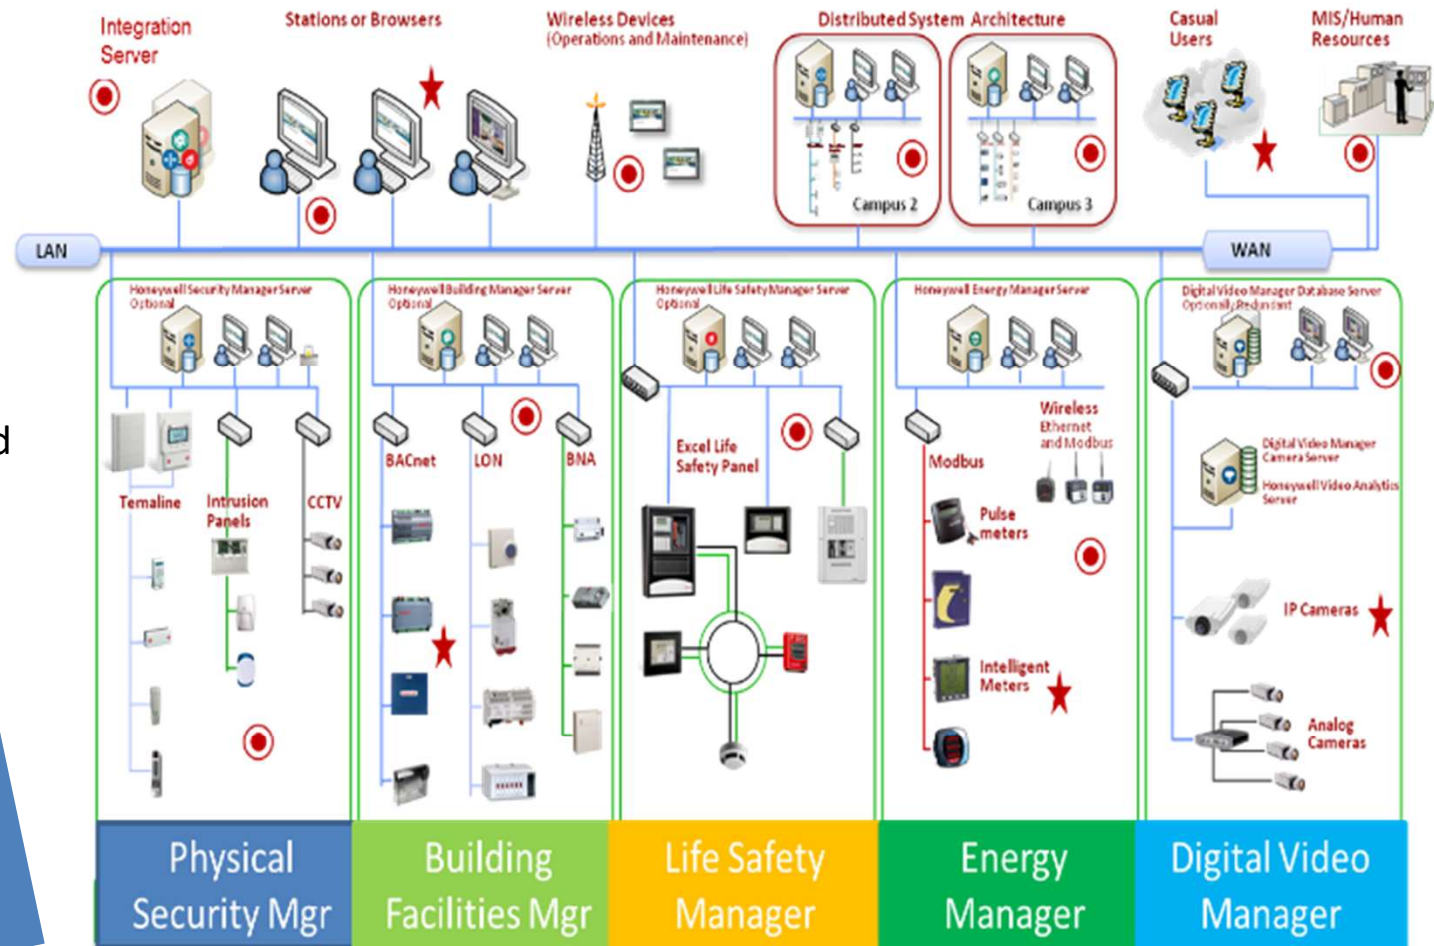 Integration
Server
Stations or Browsers
Wireless Devices
(Operations and Maintenance)
Distributed System Architecture
Casual
Users
MIS/Human
Resources
Campus 2
Campus 3
LAN
WAN
Honeywell Security Manager Server
Optional
Honeywell Building Manager Server
Optional
Honeywell Life Safety Manager Server
Optional
Honeywell Energy Manager Server
Digital Video Manager Database Server
Optionally Redundant
d
Temaline
Intrusion
Panels
CCTV
BACnet
LON
BNA
Excel Life
Safety Panel
Modbus
Wireless
Ethernet
and Modbus
Pulse
meters
Intelligent
Meters
Digital Video Manager
Camera Server
Honeywell Video Analytics
Server
IP Cameras
Analog
Cameras
Physical
Security Mgr
Building
Facilities Mgr
Life Safety
Manager
Energy
Manager
Digital Video
Manager